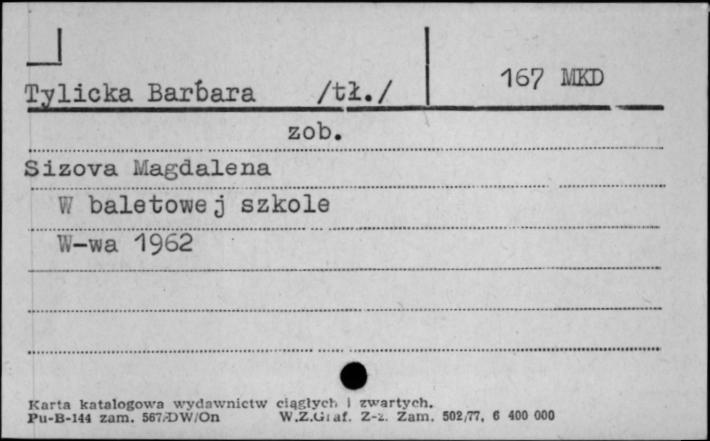 Tylicka Barbara /tł./ 167 MKD
zob.
Sizova Magdalena
W baletowej szkole
W-wa 1962
Karta katalogowa wydawnictw ciągłych i zwartych.
Pu-B-144 zam. 567/DW/On W.Z.Graf. Z-z. Zam. 502/77, 6 400 000